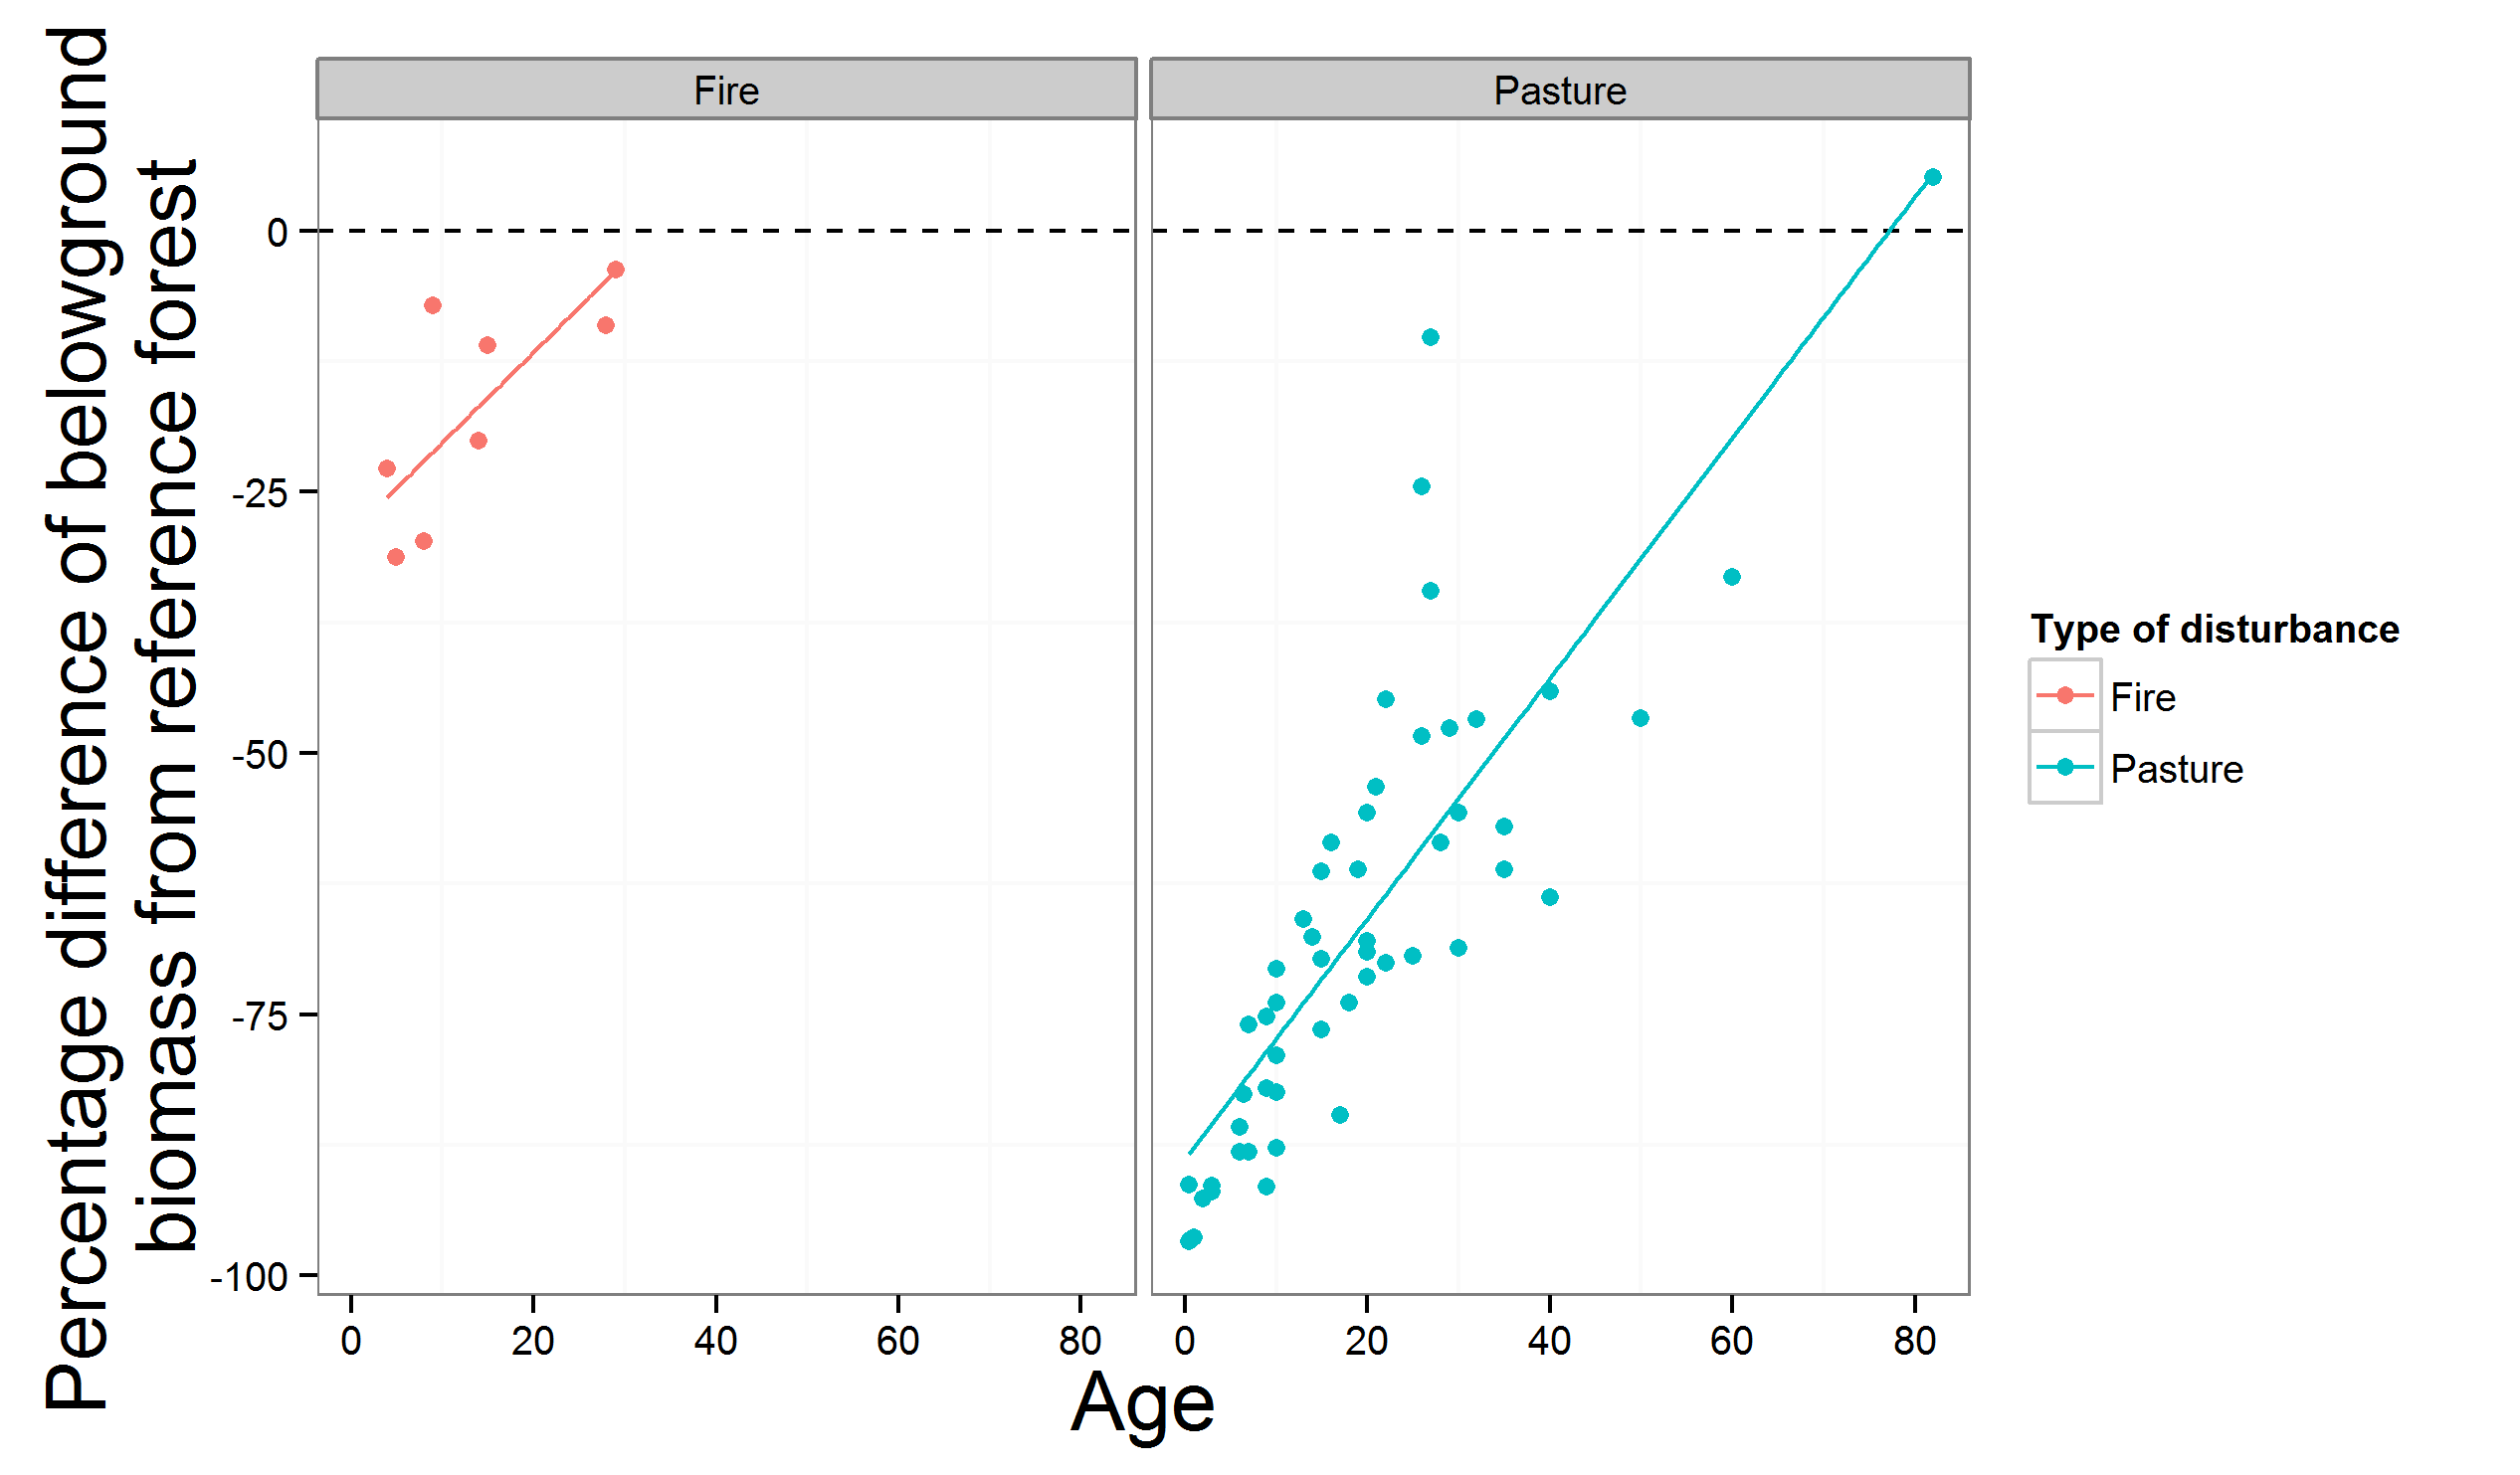 Percentage difference of belowground
biomass from reference forest
Fire
Pasture
0
-25
-50
-75
-100
0 20 40 60 80
0 20 40 60 80
Age
Type of disturbance
Fire
Pasture